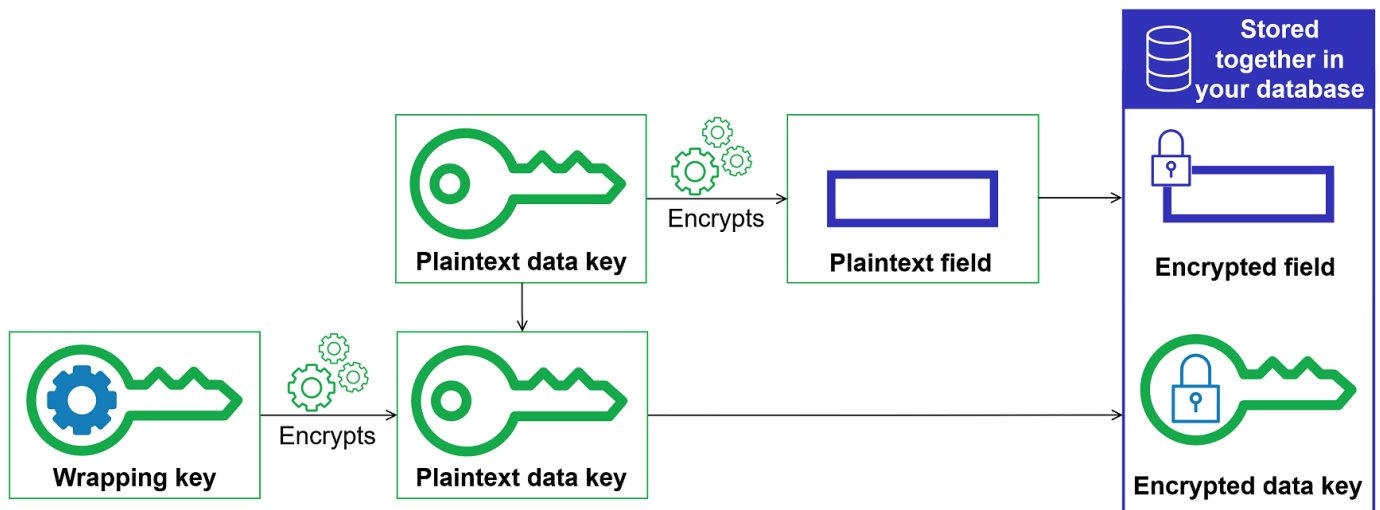 Stored
together in
your database
Encrypts
Plaintext data key
Plaintext field
Encrypted field
Encrypts
Wrapping key
Plaintext data key
Encrypted data key